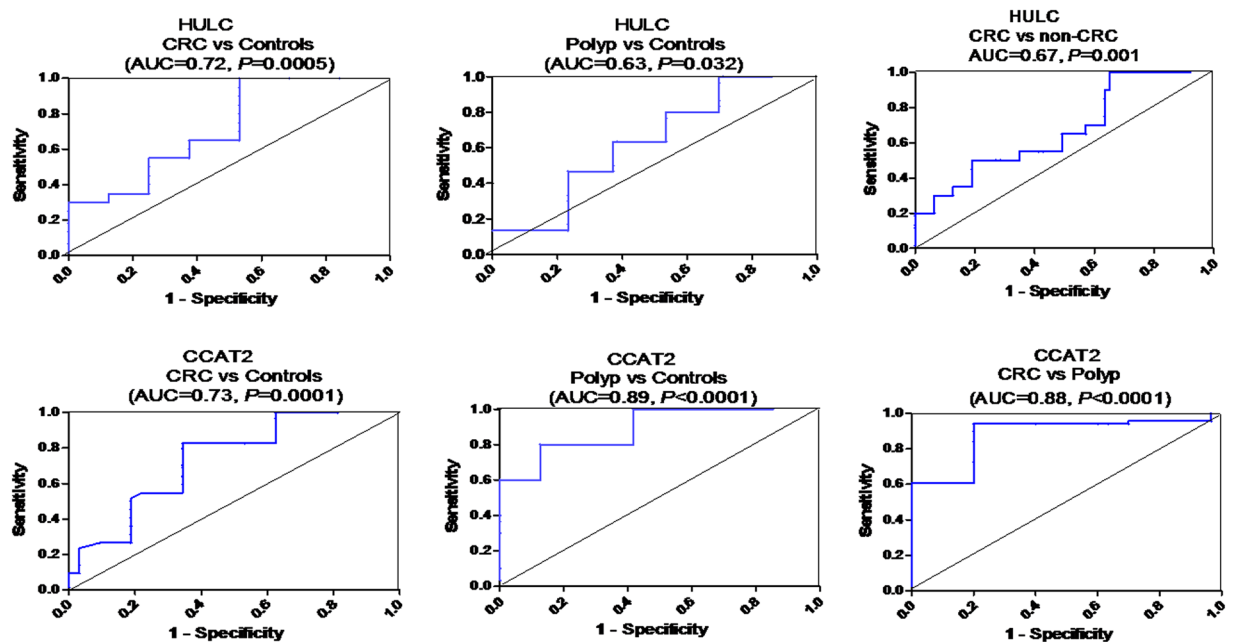 HULC
CRC vs Controls
(AUC=0.72, P=0.0005)
1.0
0.8
0.6
0.4
0.2
0.0
Sensitivity
0.0
0.2
0.4
0.6
0.8
1.0
1 - Specificity
HULC
Polyp vs Controls
(AUC=0.63, P=0.032)
1.0
0.8
0.6
0.4
0.2
0.0
Sensitivity
0.0
0.2
0.4
0.6
0.8
1.0
1 - Specificity
HULC
CRC vs non-CRC
AUC=0.67, P=0.001
1.0
0.8
0.6
0.4
0.2
0.0
Sensitivity
0.0
0.2
0.4
0.6
0.8
1.0
1 - Specificity
CCAT2
CRC vs Controls
(AUC=0.73, P=0.0001)
1.0
0.8
0.6
0.4
0.2
0.0
Sensitivity
0.0
0.2
0.4
0.6
0.8
1.0
1 - Specificity
CCAT2
Polyp vs Controls
(AUC=0.89, P<0.0001)
1.0
0.8
0.6
0.4
0.2
0.0
Sensitivity
0.0
0.2
0.4
0.6
0.8
1.0
1 - Specificity
CCAT2
CRC vs Polyp
(AUC=0.88, P<0.0001)
1.0
0.8
0.6
0.4
0.2
0.0
Sensitivity
0.0
0.2
0.4
0.6
0.8
1.0
1 - Specificity